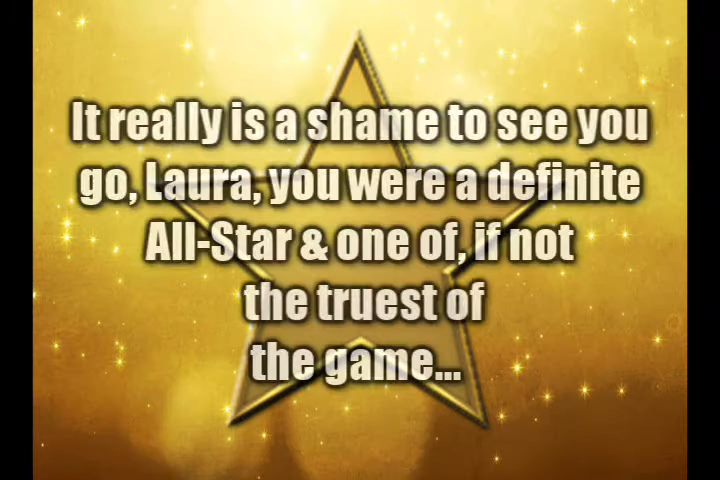 It really is a shame to see you
go, Laura, you were a definite
All-Star & one of, if not
the truest of
the game...